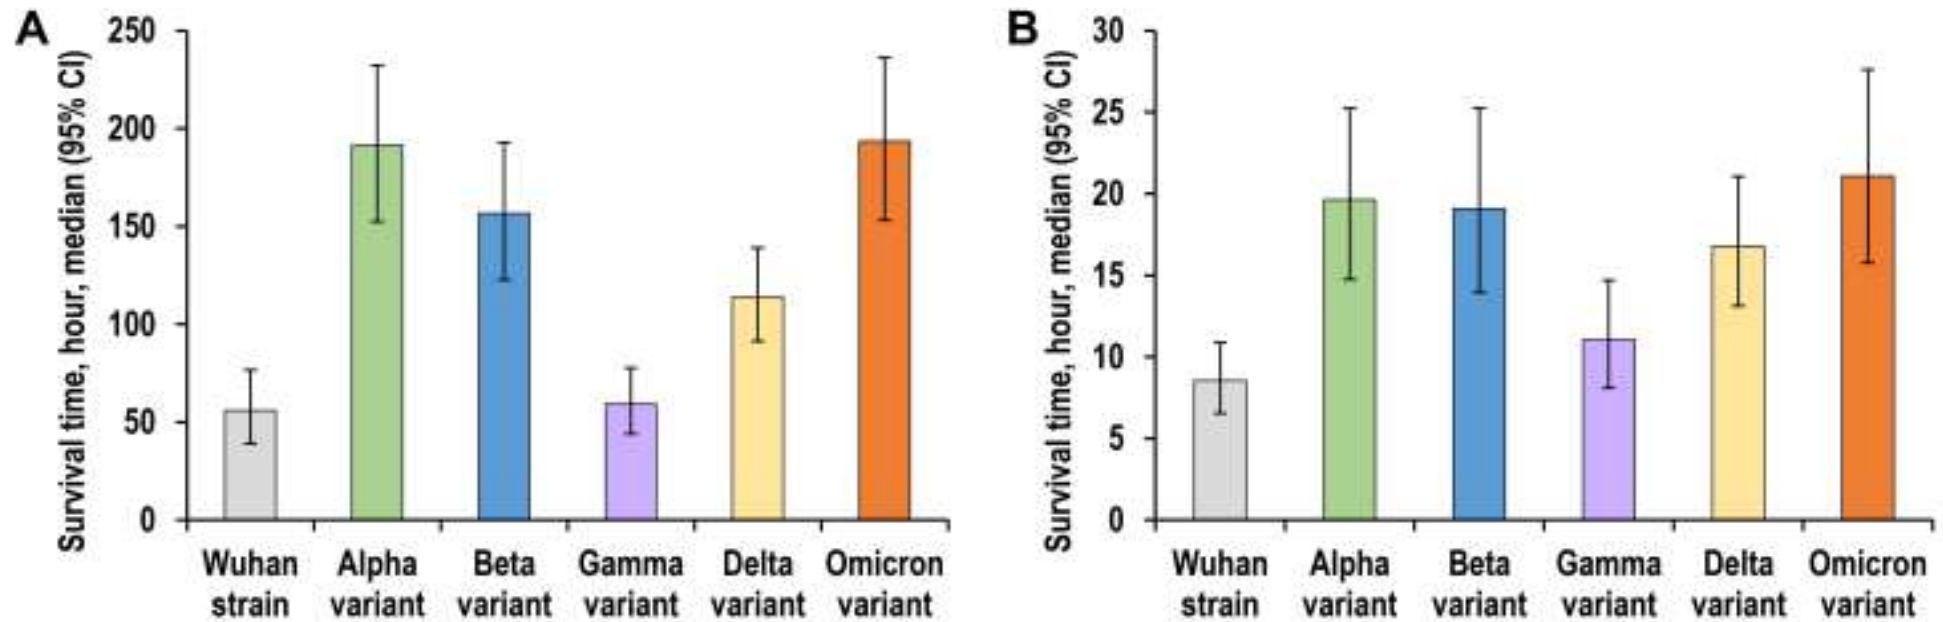 A
Survival time, hour, median (95% CI)
250
200
150
100
50
0
Wuhan strain
Alpha variant
Beta variant
Gamma variant
Delta variant
Omicron variant
B
Survival time, hour, median (95% CI)
30
25
20
15
10
5
0
Wuhan strain
Alpha variant
Beta variant
Gamma variant
Delta variant
Omicron variant